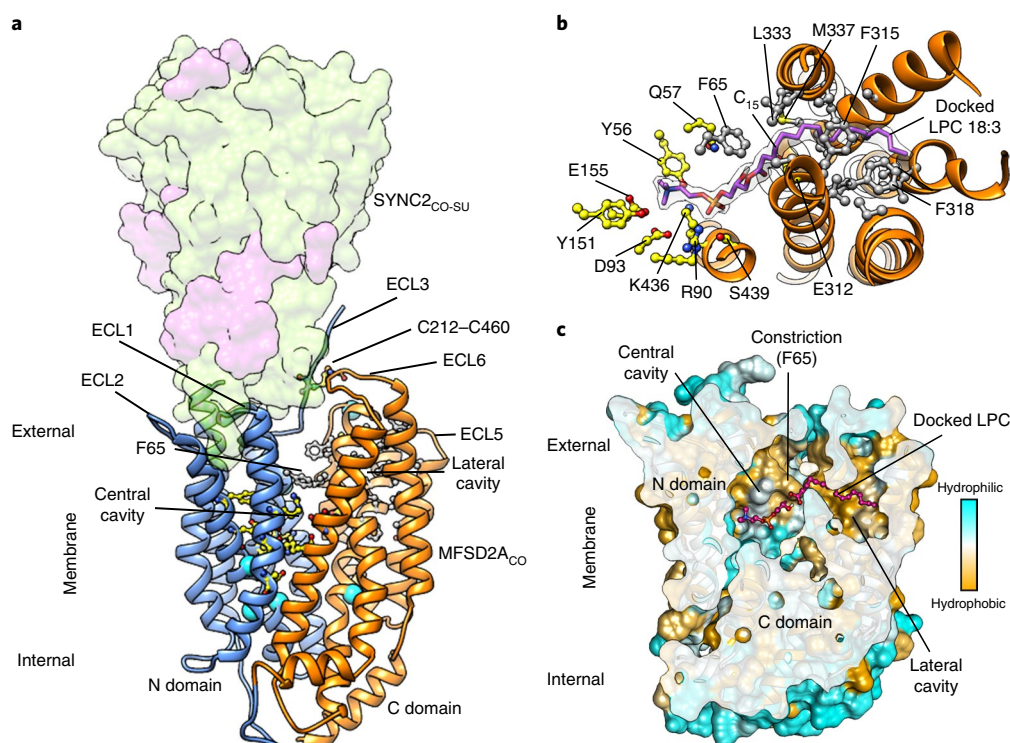 a
SYNC2CO-SU
ECL3
ECL1
C212–C460
ECL6
ECL2
External
F65
ECL5
Lateral
cavity
Central
cavity
Membrane
MFSD2ACO
Internal
N domain
C domain
b
L333
M337
F315
Q57
F65
C15
Docked
LPC 18:3
Y56
E155
Y151
D93
K436
R90
S439
E312
F318
c
Constriction
(F65)
Central
cavity
Docked LPC
External
N domain
Hydrophilic
Membrane
C domain
Hydrophobic
Lateral
cavity
Internal